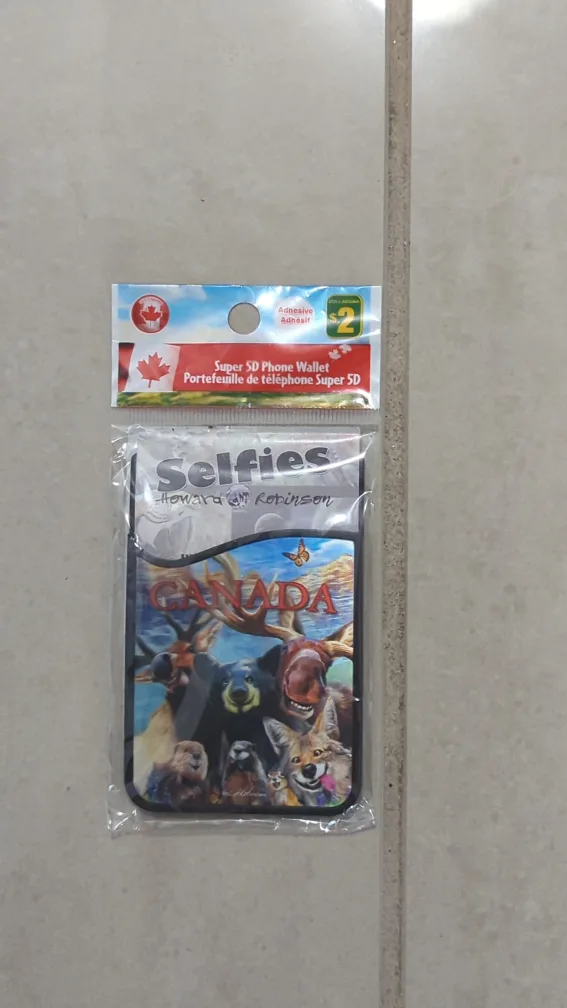 Adhesive
Adhésif
$2
Super 5D Phone Wallet
Portefeuille de téléphone Super 5D
Selfies
Howard Robinson
CANADA